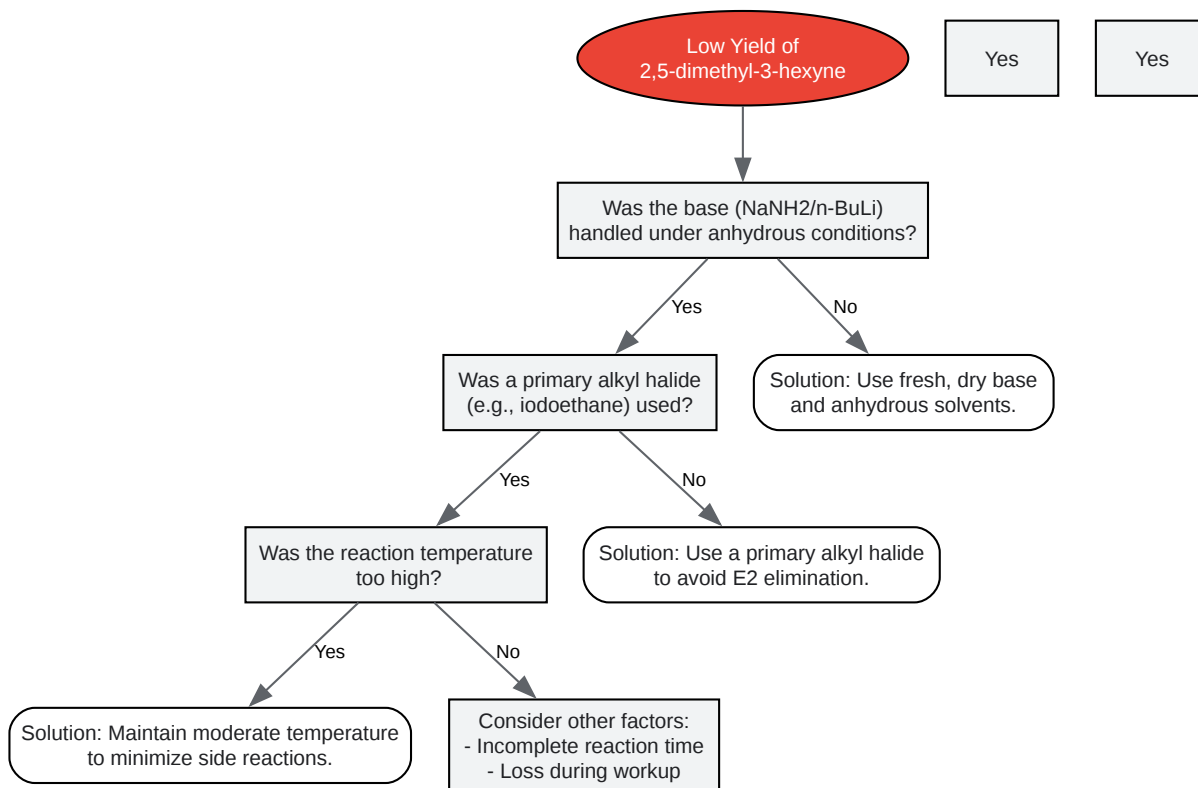 Low Yield of
2,5-dimethyl-3-hexyne
Yes
Yes
Was the base (NaNH2/n-BuLi)
handled under anhydrous conditions?
Yes
No
Was a primary alkyl halide
(e.g., iodoethane) used?
Solution: Use fresh, dry base
and anhydrous solvents.
Yes
No
Was the reaction temperature
too high?
Solution: Use a primary alkyl halide
to avoid E2 elimination.
Yes
No
Solution: Maintain moderate temperature
to minimize side reactions.
Consider other factors:
- Incomplete reaction time
- Loss during workup